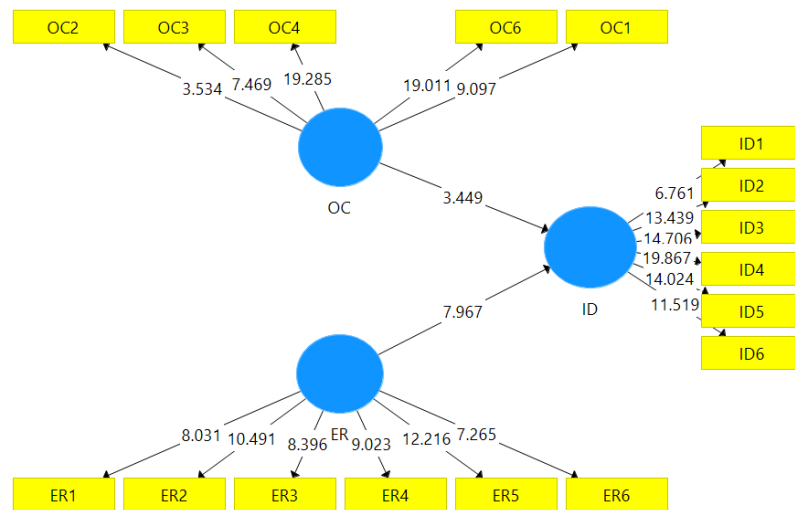 OC2
OC3
OC4
OC6
OC1
3.534
7.469
19.285
19.011
9.097
OC
3.449
ID1
ID2
ID3
ID4
ID5
ID6
6.761
13.439
14.706
19.867
14.024
11.519
ID
7.967
ER
8.031
10.491
8.396
9.023
12.216
7.265
ER1
ER2
ER3
ER4
ER5
ER6